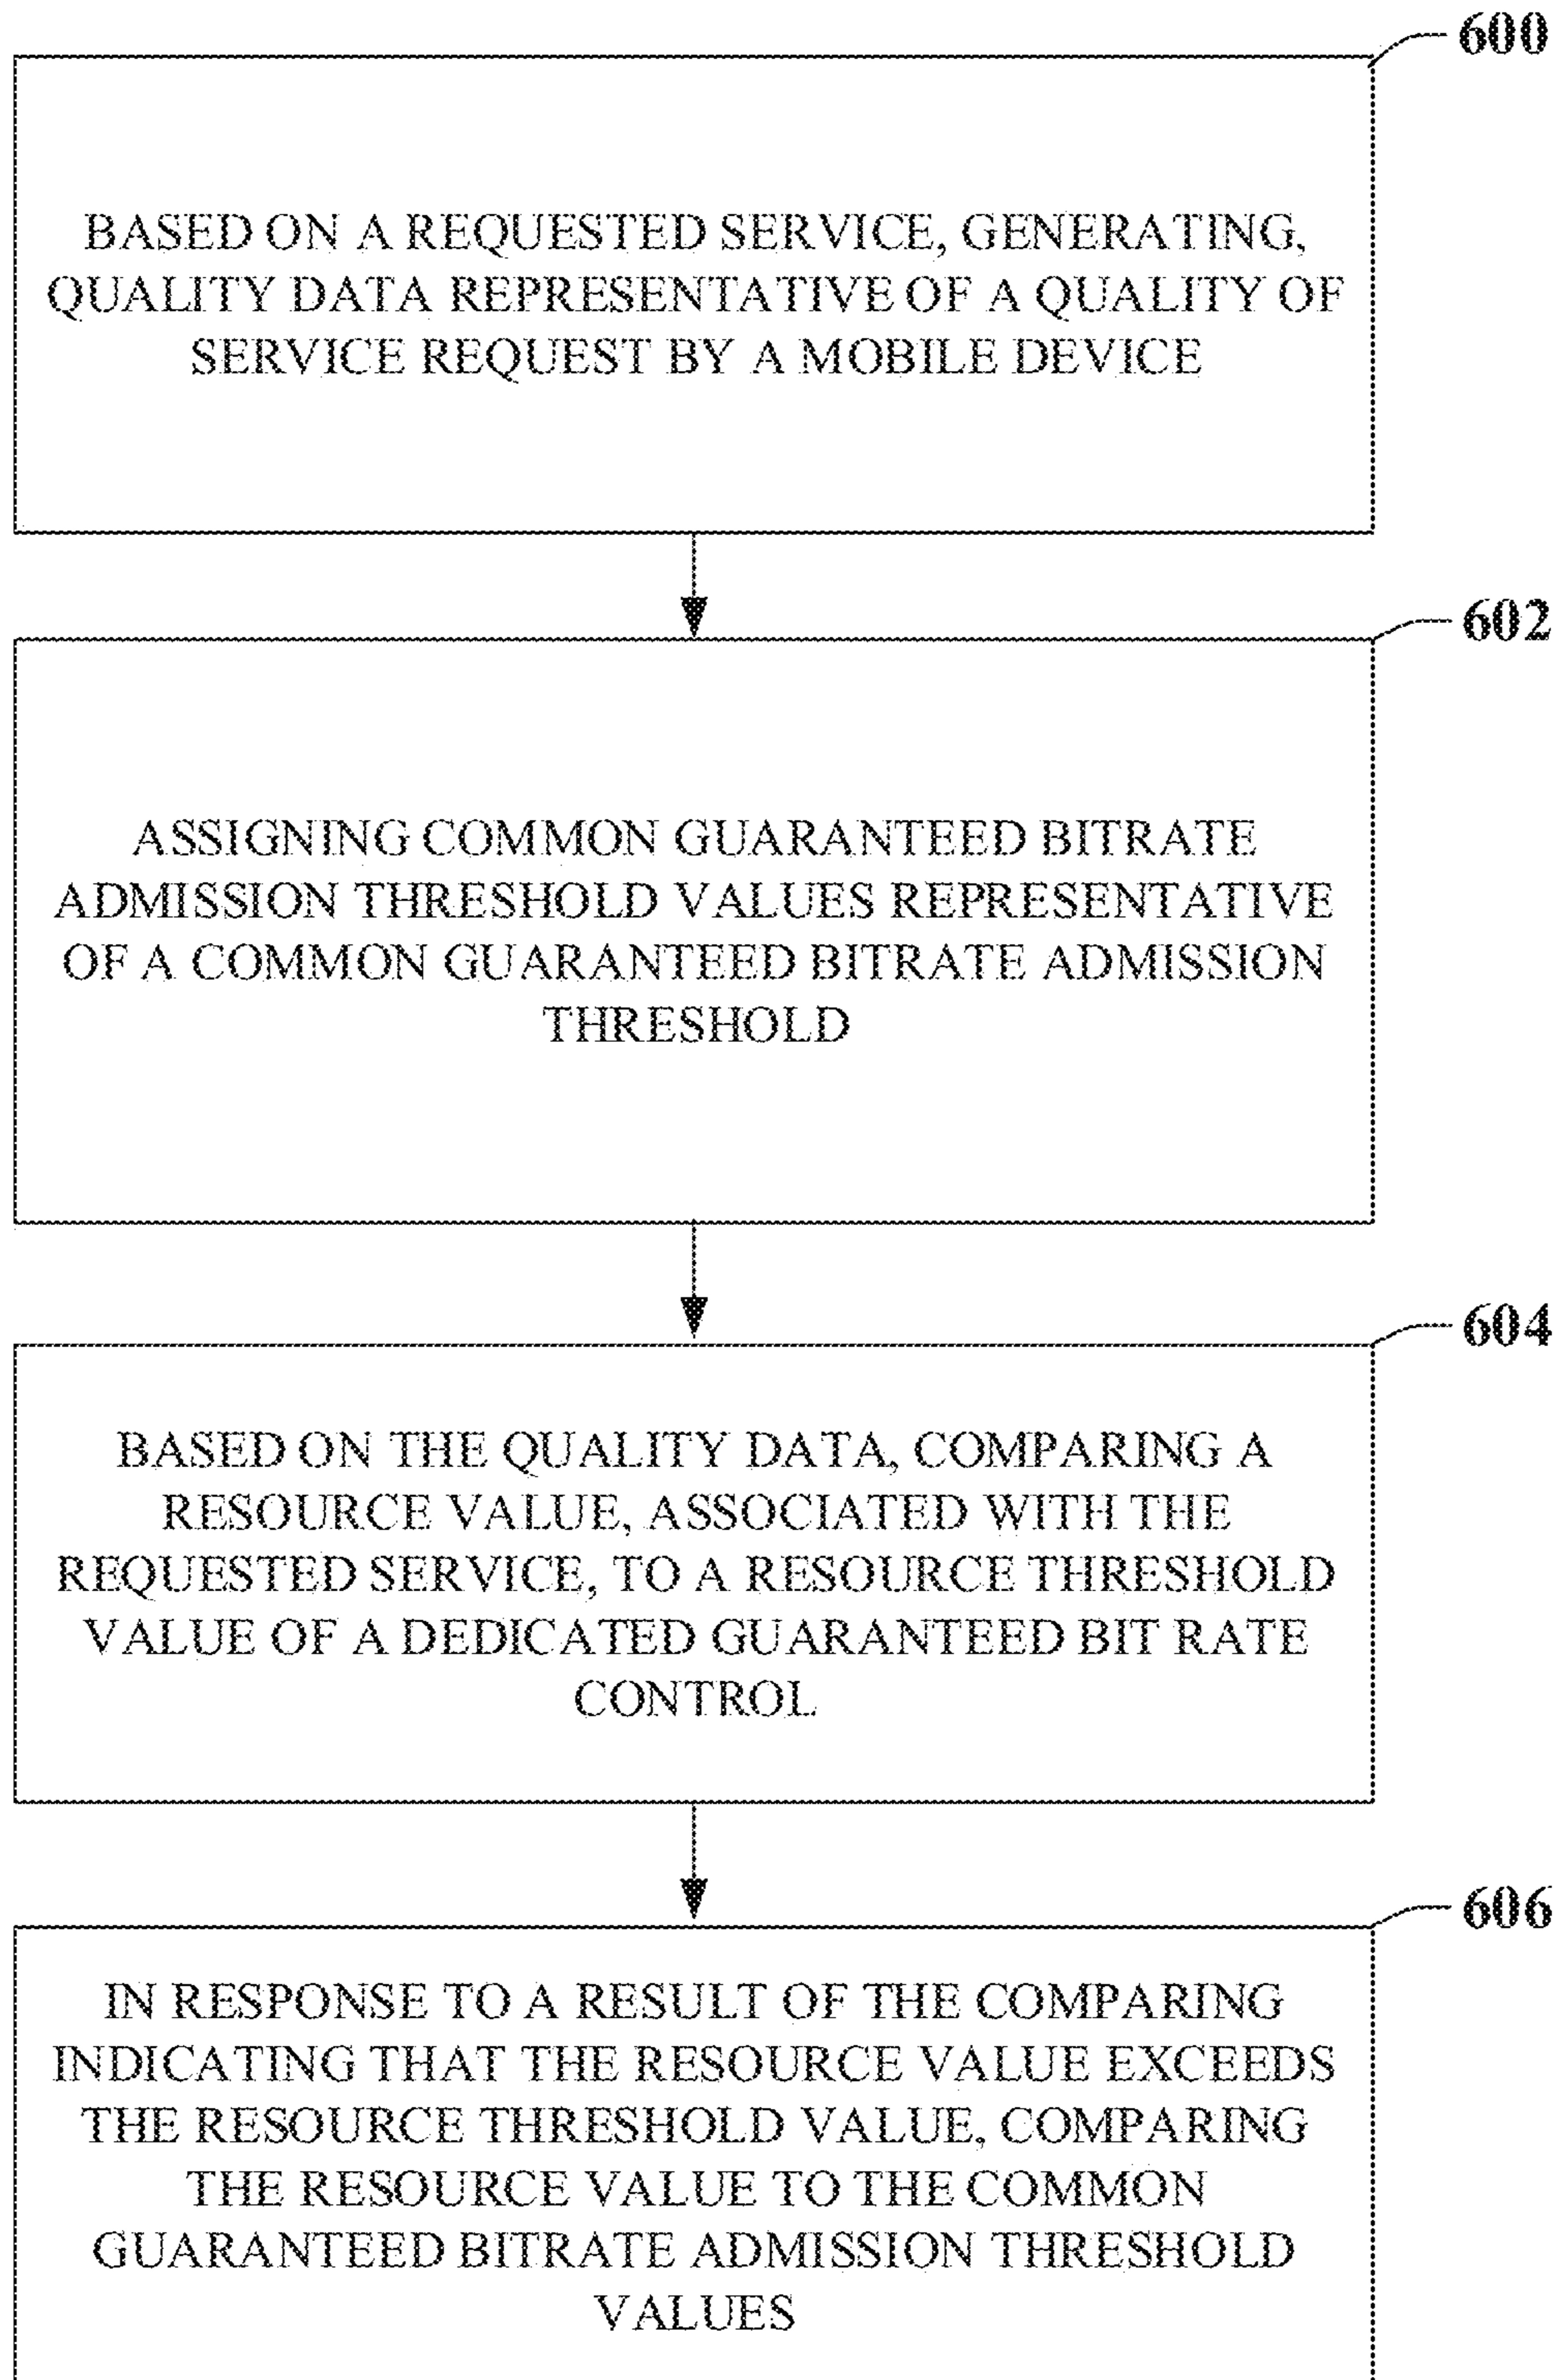 600
BASED ON A REQUESTED SERVICE, GENERATING,
QUALITY DATA REPRESENTATIVE OF A QUALITY OF
SERVICE REQUEST BY A MOBILE DEVICE
602
ASSIGNING COMMON GUARANTEED BITRATE
ADMISSION THRESHOLD VALUES REPRESENTATIVE
OF A COMMON GUARANTEED BITRATE ADMISSION
THRESHOLD
604
BASED ON THE QUALITY DATA, COMPARING A
RESOURCE VALUE, ASSOCIATED WITH THE
REQUESTED SERVICE, TO A RESOURCE THRESHOLD
VALUE OF A DEDICATED GUARANTEED BIT RATE
CONTROL
606
IN RESPONSE TO A RESULT OF THE COMPARING
INDICATING THAT THE RESOURCE VALUE EXCEEDS
THE RESOURCE THRESHOLD VALUE, COMPARING
THE RESOURCE VALUE TO THE COMMON
GUARANTEED BITRATE ADMISSION THRESHOLD
VALUES